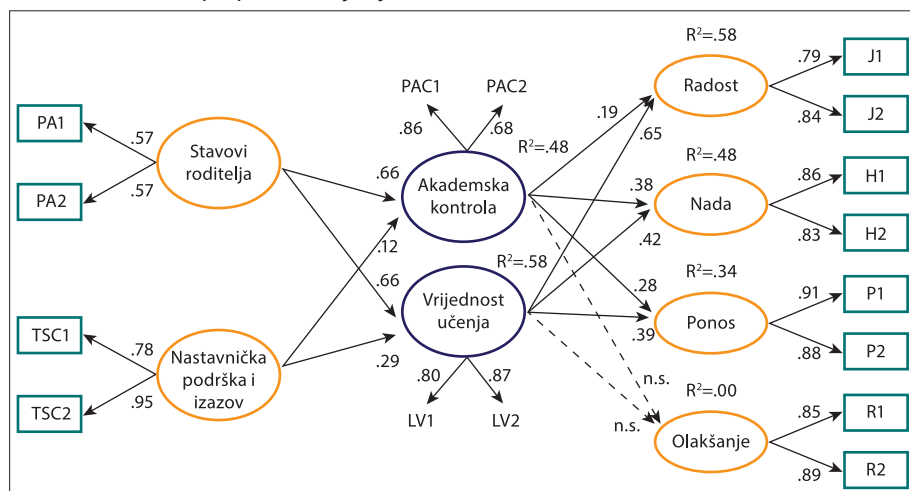 R²=.58
.79
J1
Radost
.84
J2
PAC1
PAC2
.19
.65
.86
.68
R²=.48
PA1
.57
Stavovi
roditelja
.57
PA2
.66
Akademska
kontrola
R²=.48
.38
.86
H1
Nada
.83
H2
.42
.12
.66
R²=.58
Vrijednost
učenja
.28
R²=.34
.91
P1
Ponos
.39
.88
P2
TSC1
.78
Nastavnička
podrška i
izazov
.95
TSC2
.29
.80
.87
LV1
LV2
n.s.
n.s.
R²=.00
.85
R1
Olakšanje
.89
R2